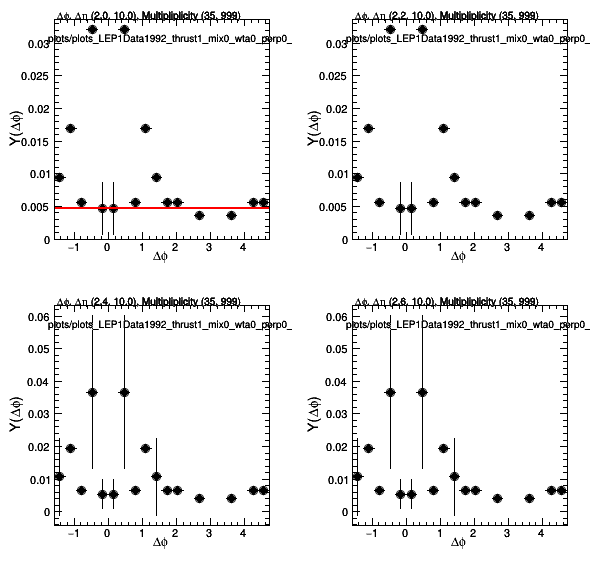 Δφ, Δη (2.0, 10.0), Multipliplicity (35, 999)
plots/plots_LEP1Data1992_thrust1_mix0_wta0_perp0_
Y(Δφ)
0.03
0.025
0.02
0.015
0.01
0.005
0
−1 0 1 2 3 4
Δφ
Δφ, Δη (2.2, 10.0), Multipliplicity (35, 999)
plots/plots_LEP1Data1992_thrust1_mix0_wta0_perp0_
Y(Δφ)
0.03
0.025
0.02
0.015
0.01
0.005
0
−1 0 1 2 3 4
Δφ
Δφ, Δη (2.4, 10.0), Multipliplicity (35, 999)
plots/plots_LEP1Data1992_thrust1_mix0_wta0_perp0_
Y(Δφ)
0.06
0.05
0.04
0.03
0.02
0.01
0
−1 0 1 2 3 4
Δφ
Δφ, Δη (2.6, 10.0), Multipliplicity (35, 999)
plots/plots_LEP1Data1992_thrust1_mix0_wta0_perp0_
Y(Δφ)
0.06
0.05
0.04
0.03
0.02
0.01
0
−1 0 1 2 3 4
Δφ